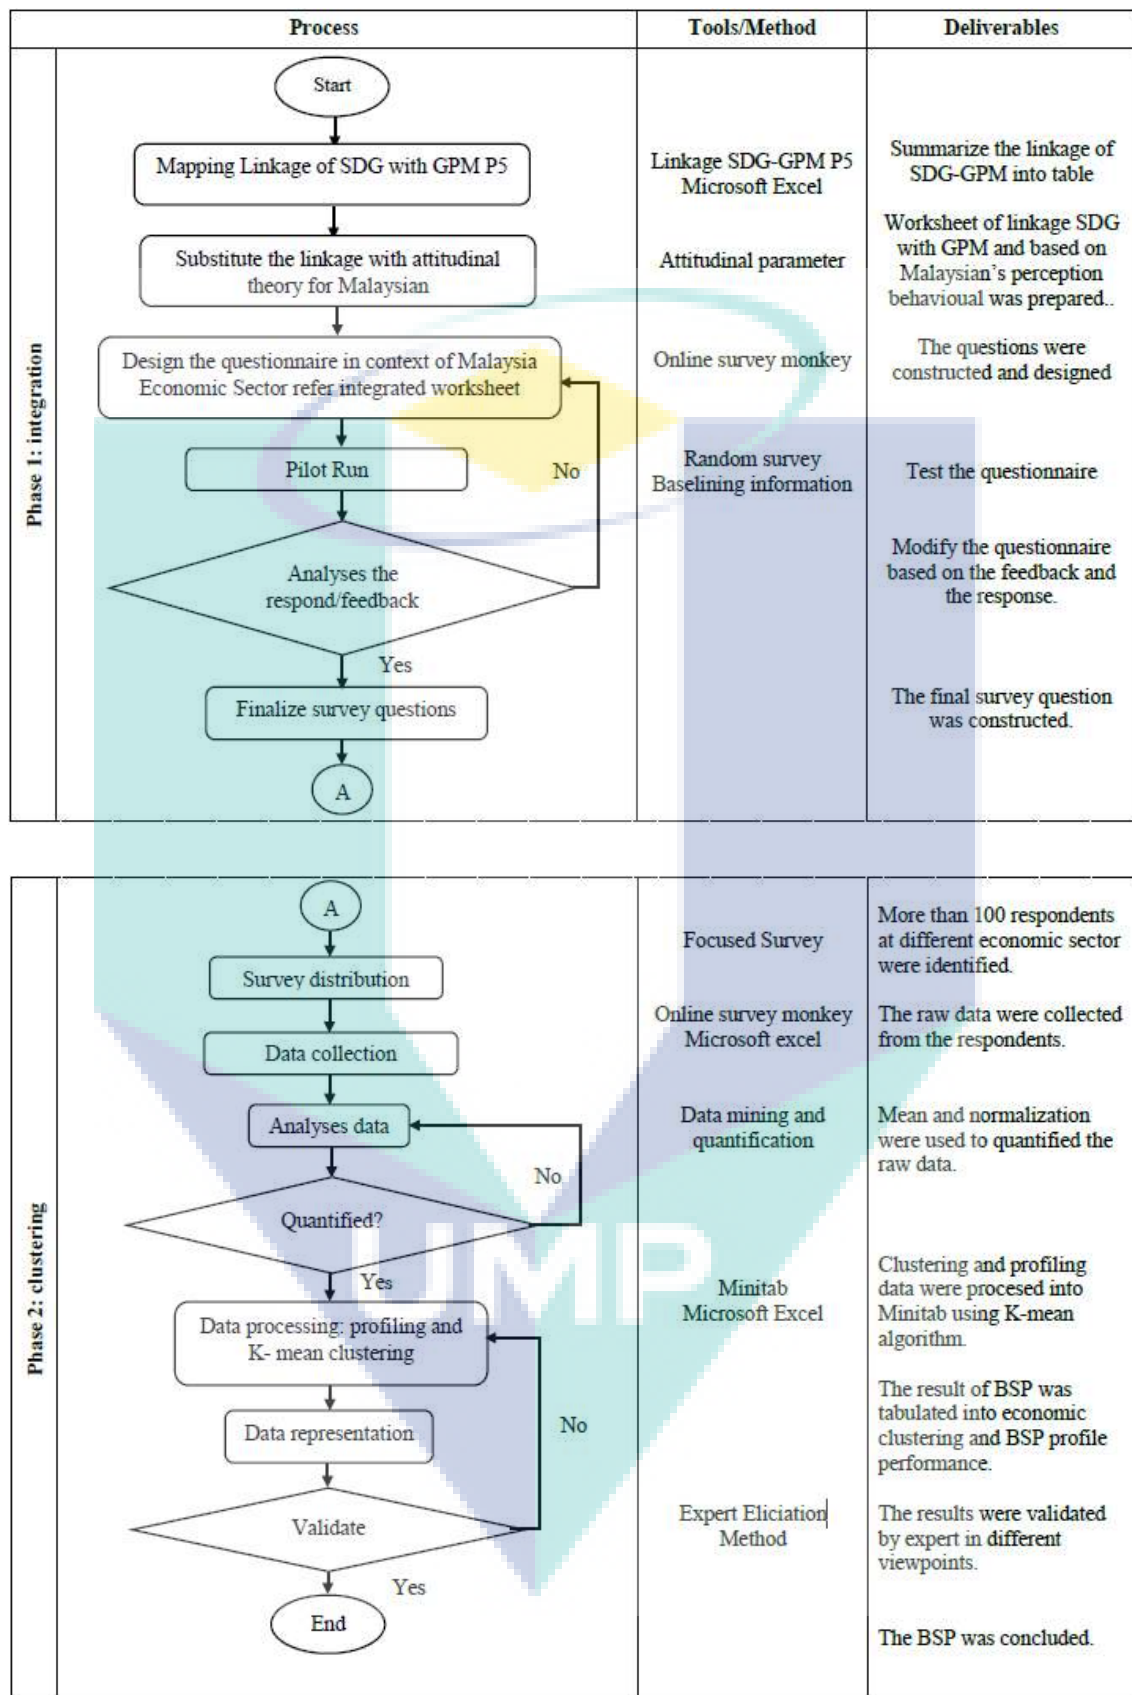 Process
Tools/Method
Deliverables
Phase 1: integration
Start
Mapping Linkage of SDG with GPM P5
Linkage SDG-GPM P5
Microsoft Excel
Summarize the linkage of
SDG-GPM into table
Substitute the linkage with attitudinal
theory for Malaysian
Attitudinal parameter
Worksheet of linkage SDG
with GPM and based on
Malaysian's perception
behavioual was prepared..
Design the questionnaire in context of Malaysia
Economic Sector refer integrated worksheet
Online survey monkey
The questions were
constructed and designed
Pilot Run
No
Random survey
Baselining information
Test the questionnaire
Analyses the
respond/feedback
Modify the questionnaire
based on the feedback and
the response.
Yes
Finalize survey questions
The final survey question
was constructed.
A
Phase 2: clustering
A
Focused Survey
More than 100 respondents
at different economic sector
were identified.
Survey distribution
Data collection
Online survey monkey
Microsoft excel
The raw data were collected
from the respondents.
Analyses data
Data mining and
quantification
Mean and normalization
were used to quantified the
raw data.
No
Quantified?
UMP
Yes
Data processing: profiling and
K- mean clustering
Minitab
Microsoft Excel
Clustering and profiling
data were procesed into
Minitab using K-mean
algorithm.
Data representation
No
The result of BSP was
tabulated into economic
clustering and BSP profile
performance.
Validate
Expert Eliciation
Method
The results were validated
by expert in different
viewpoints.
Yes
End
The BSP was concluded.